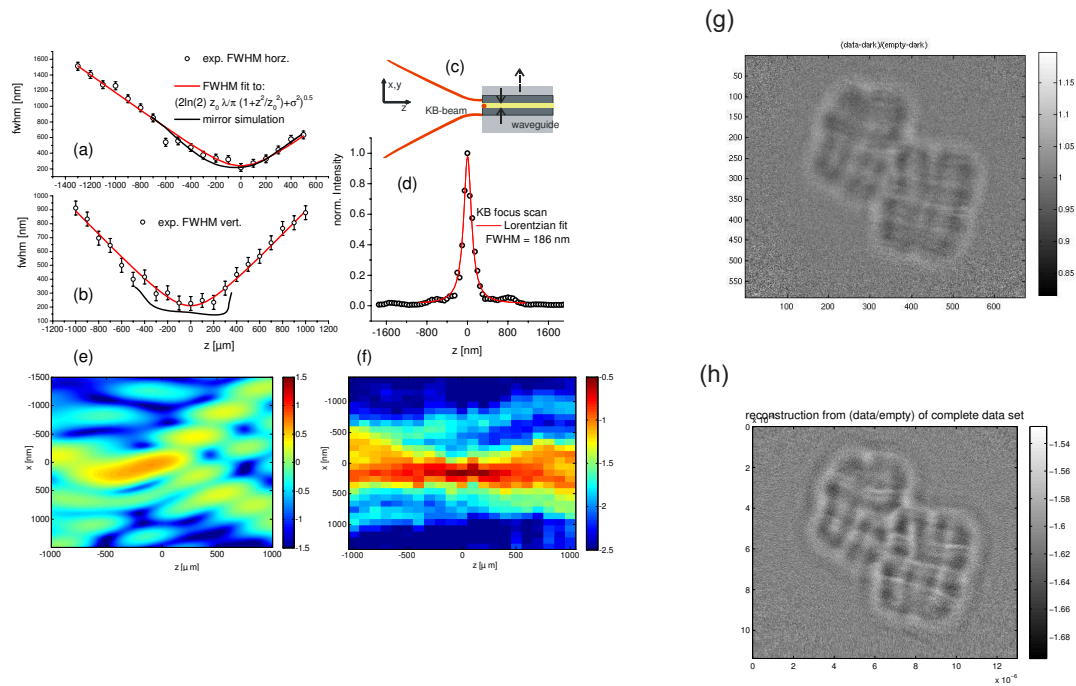 (a)
exp. FWHM horz.
FWHM fit to:
(2ln(2) z₀ λ/π (1+z²/z₀²)+σ²)^0.5
mirror simulation
fwhm [nm]
1600
1400
1200
1000
800
600
400
200
-1400 -1200 -1000 -800 -600 -400 -200 0 200 400 600
(b)
exp. FWHM vert.
fwhm [nm]
1000
900
800
700
600
500
400
300
200
100
-1200 -1000 -800 -600 -400 -200 0 200 400 600 800 1000 1200
z [µm]
(c)
x,y
z
KB-beam
waveguide
(d)
norm. Intensity
1.0
0.8
0.6
0.4
0.2
0.0
KB focus scan
Lorentzian fit
FWHM = 186 nm
-1600 -800 0 800 1600
z [nm]
(e)
x [nm]
-1500
-1000
-500
0
500
1000
-1000 -500 0 500 1000
z [µ m]
1.5
1
0.5
0
-0.5
-1
-1.5
(f)
x [nm]
-1000
-500
0
500
1000
-1000 -500 0 500 1000
z [µ m]
-0.5
-1
-1.5
-2
-2.5
(g)
(data-dark)/(empty-dark)
50
100
150
200
250
300
350
400
450
500
550
100 200 300 400 500 600
1.15
1.1
1.05
1
0.95
0.9
0.85
(h)
reconstruction from (data/empty) of complete data set
0
2
4
6
8
10
0 2 4 6 8 10 12
x 10⁻⁶
-1.54
-1.56
-1.58
-1.6
-1.62
-1.64
-1.66
-1.68